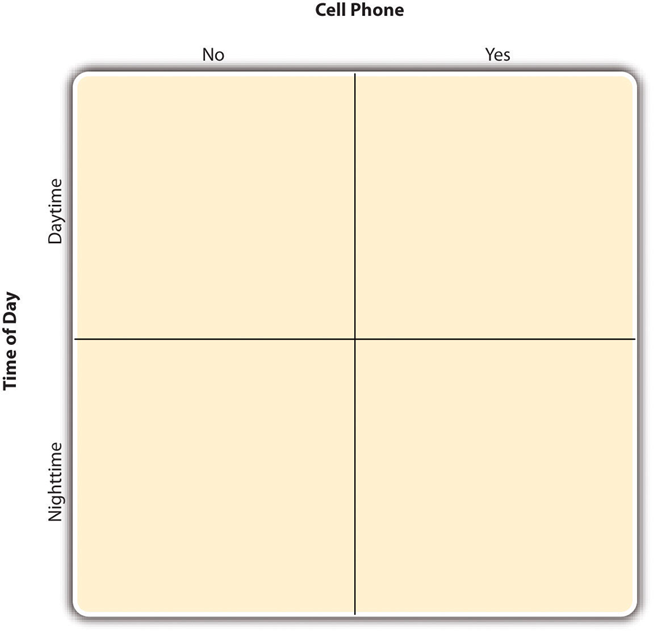 Cell Phone
No Yes
Time of Day
Daytime
Nighttime